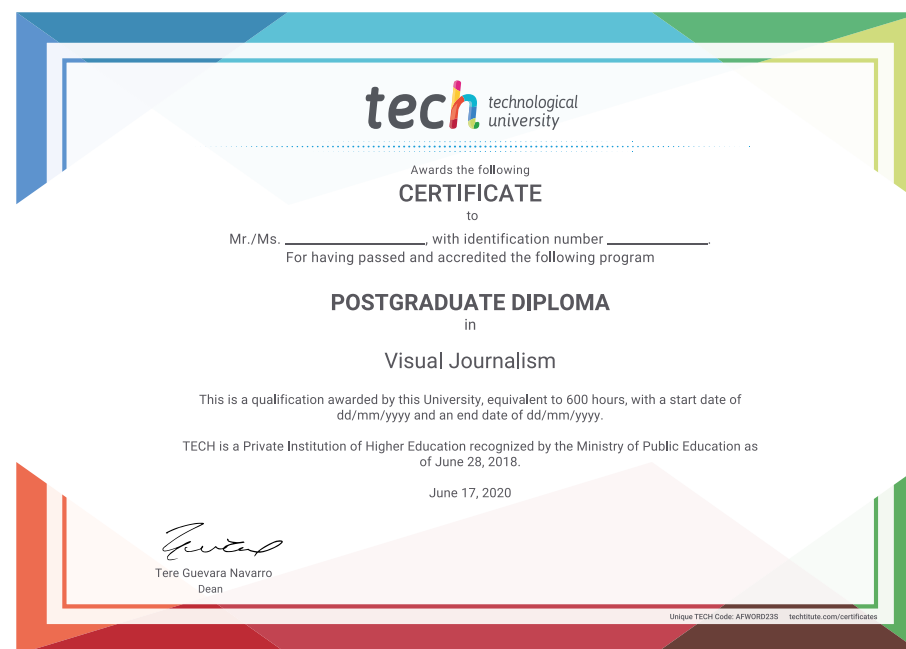 tech technological
university
Awards the following
CERTIFICATE
to
Mr./Ms. ____________________, with identification number ______________.
For having passed and accredited the following program
POSTGRADUATE DIPLOMA
in
Visual Journalism
This is a qualification awarded by this University, equivalent to 600 hours, with a start date of
dd/mm/yyyy and an end date of dd/mm/yyyy.
TECH is a Private Institution of Higher Education recognized by the Ministry of Public Education as
of June 28, 2018.
June 17, 2020
Tere Guevara Navarro
Dean
Unique TECH Code: AFWORD23S techtitute.com/certificates